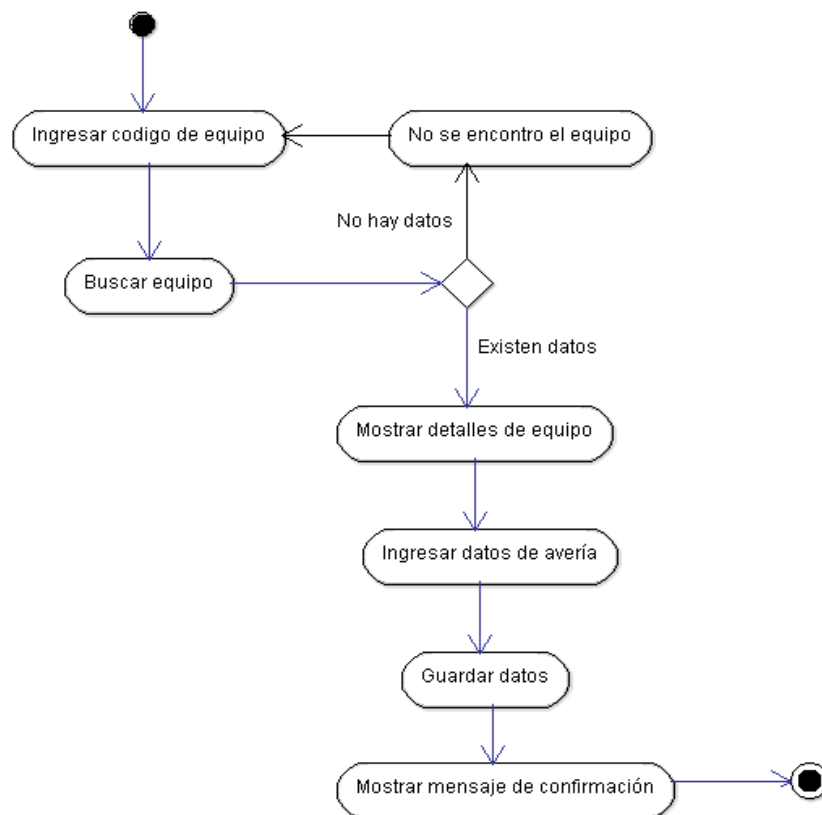 Ingresar codigo de equipo
No se encontro el equipo
No hay datos
Buscar equipo
Existen datos
Mostrar detalles de equipo
Ingresar datos de avería
Guardar datos
Mostrar mensaje de confirmación